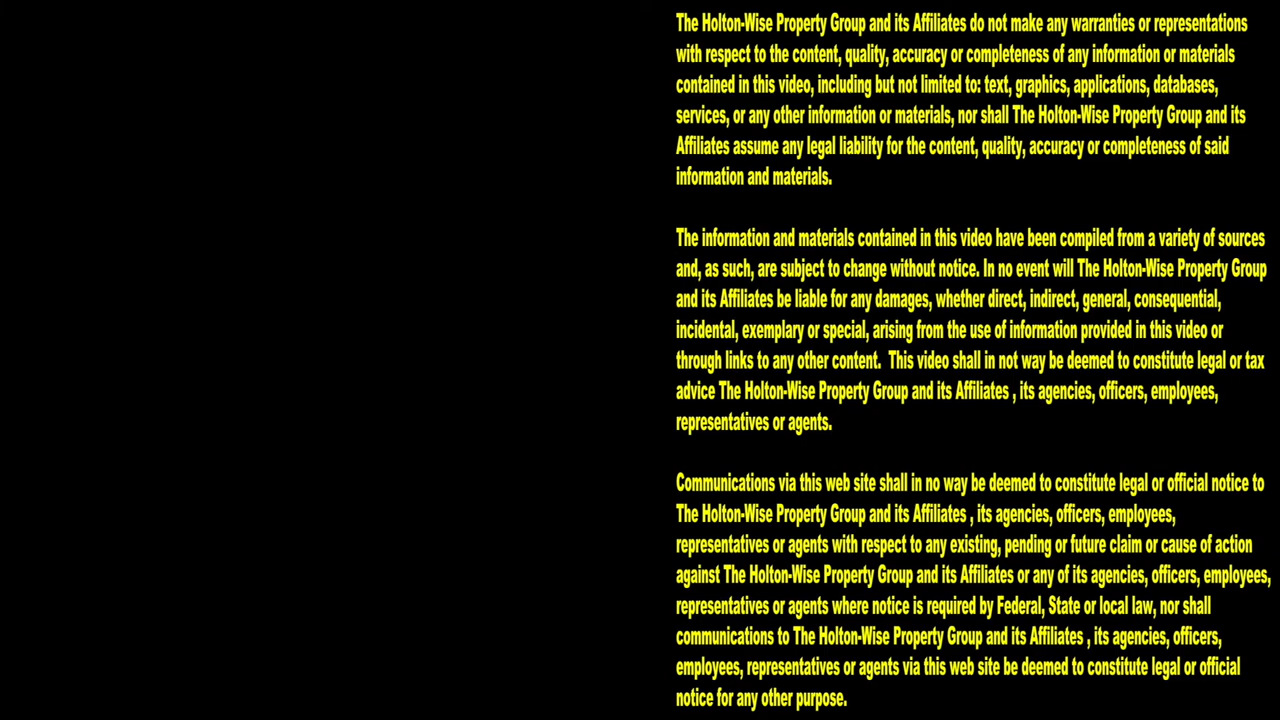 The Holton-Wise Property Group and its Affiliates do not make any warranties or representations
with respect to the content, quality, accuracy or completeness of any information or materials
contained in this video, including but not limited to: text, graphics, applications, databases,
services, or any other information or materials, nor shall The Holton-Wise Property Group and its
Affiliates assume any legal liability for the content, quality, accuracy or completeness of said
information and materials.
The information and materials contained in this video have been compiled from a variety of sources
and, as such, are subject to change without notice. In no event will The Holton-Wise Property Group
and its Affiliates be liable for any damages, whether direct, indirect, general, consequential,
incidental, exemplary or special, arising from the use of information provided in this video or
through links to any other content.  This video shall in not way be deemed to constitute legal or tax
advice The Holton-Wise Property Group and its Affiliates , its agencies, officers, employees,
representatives or agents.
Communications via this web site shall in no way be deemed to constitute legal or official notice to
The Holton-Wise Property Group and its Affiliates , its agencies, officers, employees,
representatives or agents with respect to any existing, pending or future claim or cause of action
against The Holton-Wise Property Group and its Affiliates or any of its agencies, officers, employees,
representatives or agents where notice is required by Federal, State or local law, nor shall
communications to The Holton-Wise Property Group and its Affiliates , its agencies, officers,
employees, representatives or agents via this web site be deemed to constitute legal or official
notice for any other purpose.